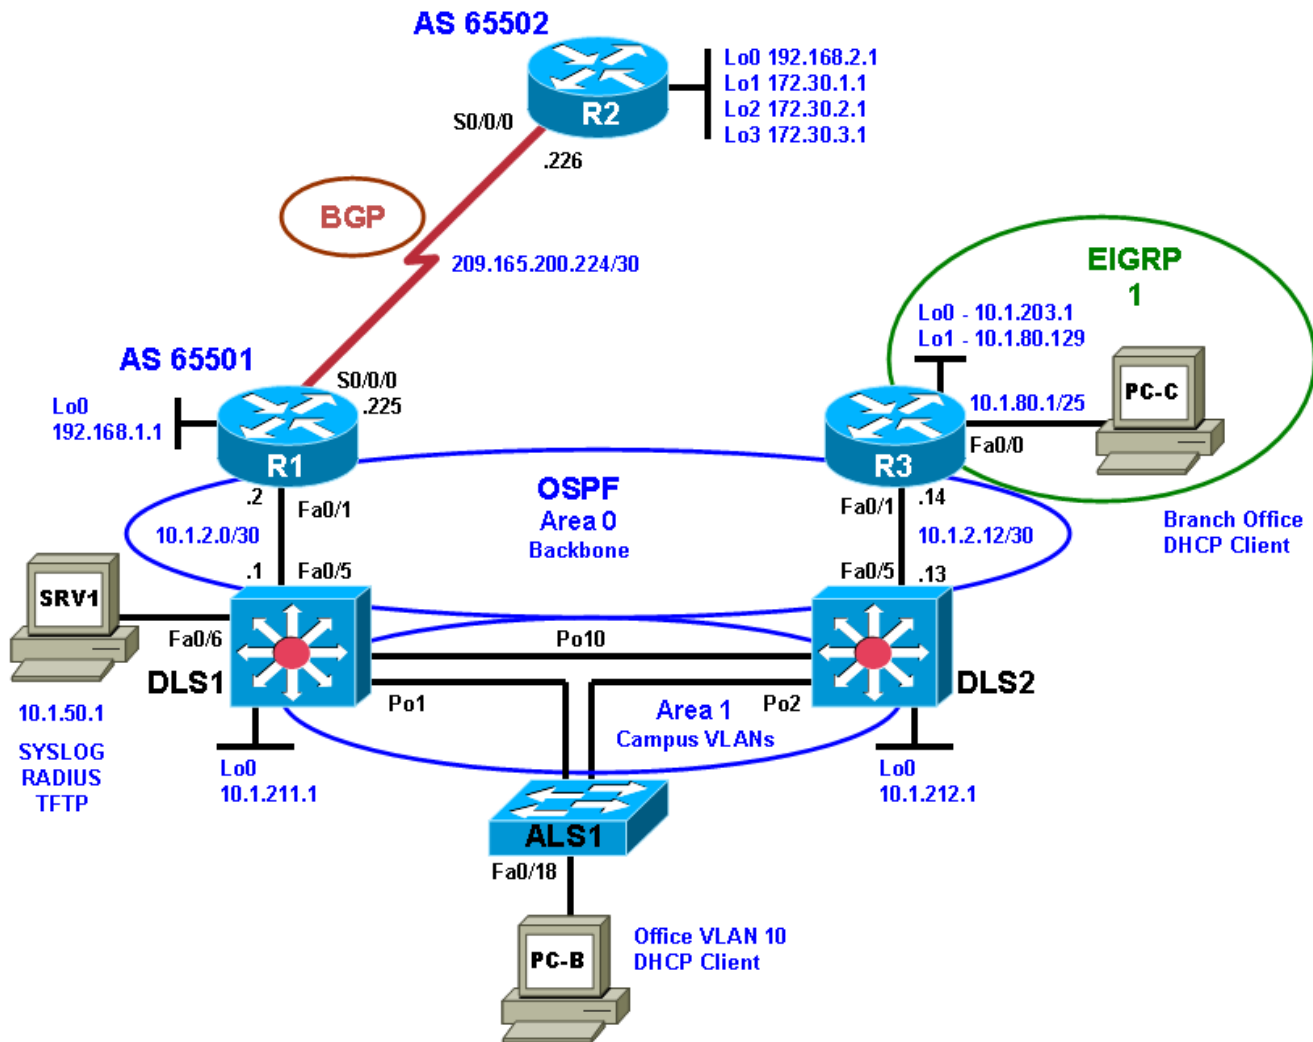 AS 65502
R2
Lo0 192.168.2.1
Lo1 172.30.1.1
Lo2 172.30.2.1
Lo3 172.30.3.1
S0/0/0
.226
BGP
209.165.200.224/30
EIGRP
1
Lo0 - 10.1.203.1
Lo1 - 10.1.80.129
AS 65501
S0/0/0
.225
Lo0
192.168.1.1
R1
R3
10.1.80.1/25
Fa0/0
PC-C
Branch Office
DHCP Client
OSPF
Area 0
Backbone
.2
Fa0/1
10.1.2.0/30
.1
Fa0/5
.14
Fa0/1
10.1.2.12/30
Fa0/5
.13
SRV1
Fa0/6
DLS1
Po10
DLS2
Po1
Po2
Area 1
Campus VLANs
10.1.50.1
SYSLOG
RADIUS
TFTP
Lo0
10.1.211.1
Lo0
10.1.212.1
ALS1
Fa0/18
PC-B
Office VLAN 10
DHCP Client